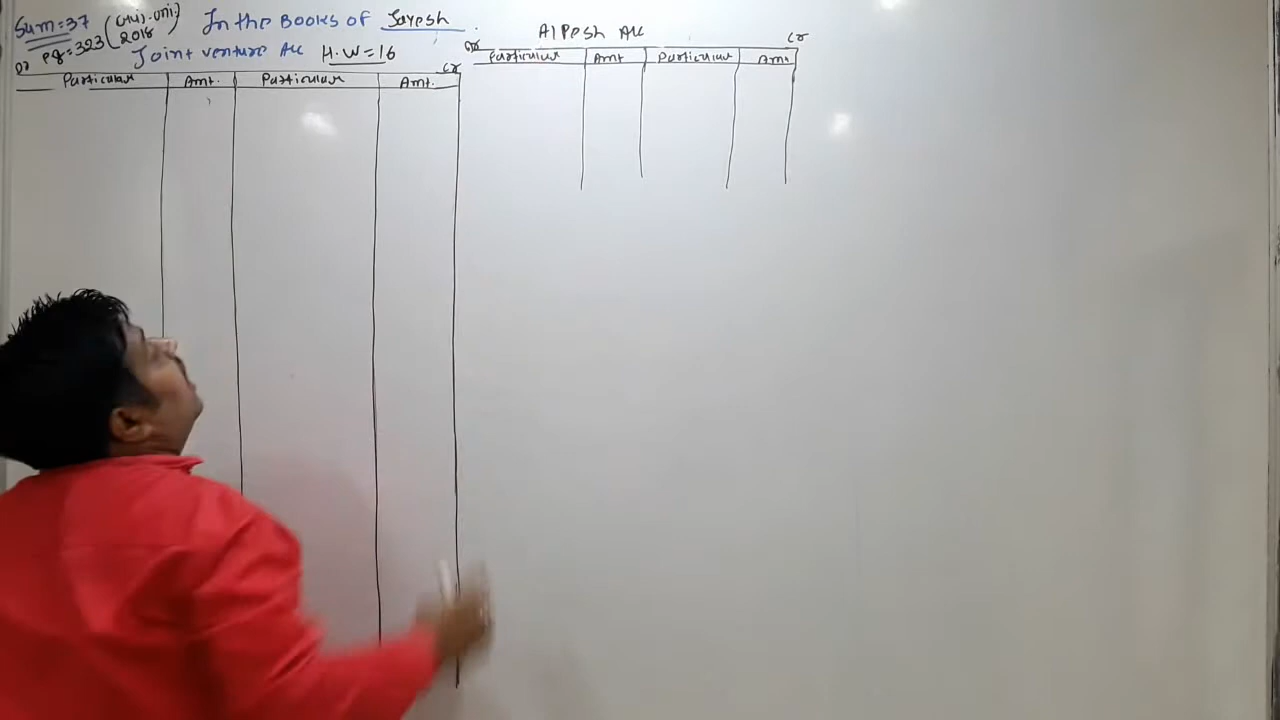 Sum=37 (Guj. Uni. 2018) In the Books of Jayesh
Pg=323
Joint venture A/c H.W=16
Dr Cr
Particular Amt. Particular Amt.
Alpesh A/c
Dr Cr
Particular Amt Particular Amt